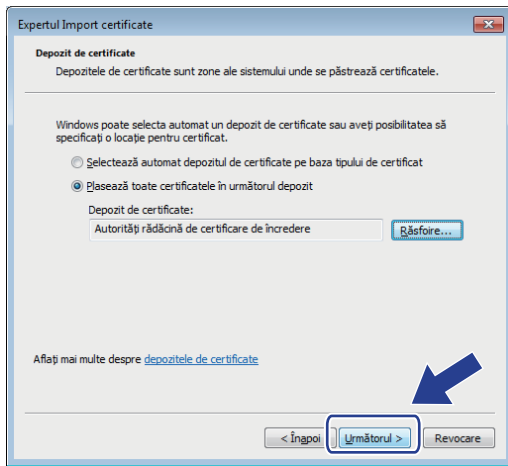 Expertul Import certificate
Depozit de certificate
Depozitele de certificate sunt zone ale sistemului unde se păstrează certificatele.
Windows poate selecta automat un depozit de certificate sau aveți posibilitatea să
specificați o locație pentru certificat.
Selectează automat depozitul de certificate pe baza tipului de certificat
Plasează toate certificatele în următorul depozit
Depozit de certificate:
Autorități rădăcină de certificare de încredere
Răsfoire...
Aflați mai multe despre depozitele de certificate
< Înapoi
Următorul >
Revocare